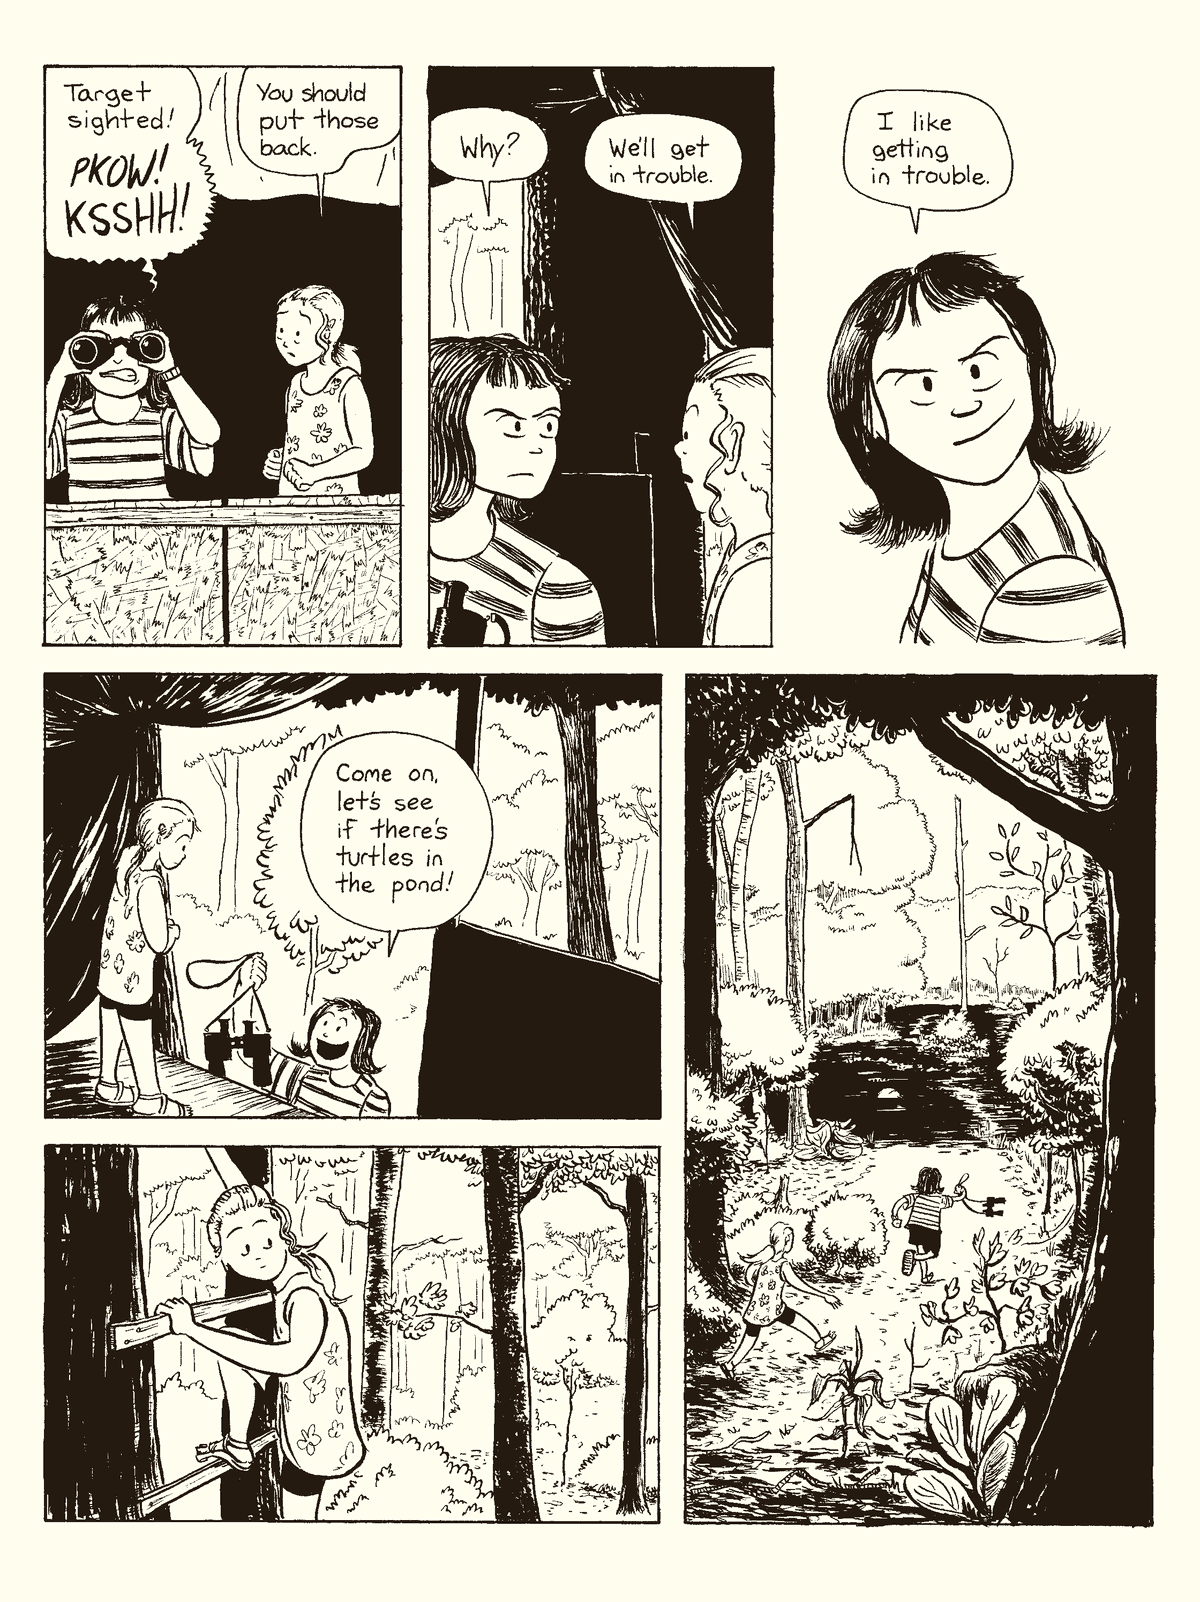 Target
sighted!
PKOW!
KSSHH!
You should
put those
back.
Why?
We'll get
in trouble.
I like
getting
in trouble.
Come on,
let's see
if there's
turtles in
the pond!